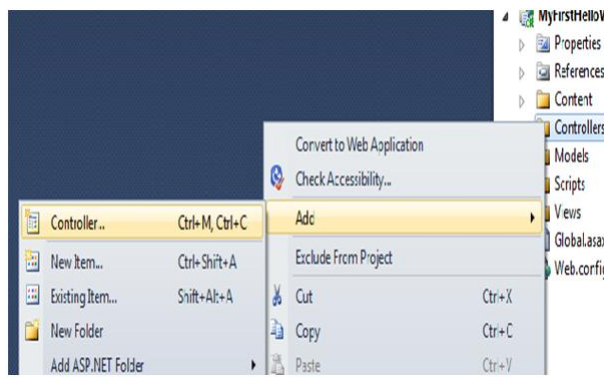 MyFirstHelloW
Properties
References
Content
Controllers
Models
Scripts
Views
Global.asax
Web.config
Convert to Web Application
Check Accessibility...
Add
Exclude From Project
Cut Ctrl+X
Copy Ctrl+C
Paste Ctrl+V
Controller... Ctrl+M, Ctrl+C
New Item... Ctrl+Shift+A
Existing Item... Shift+Alt+A
New Folder
Add ASP.NET Folder